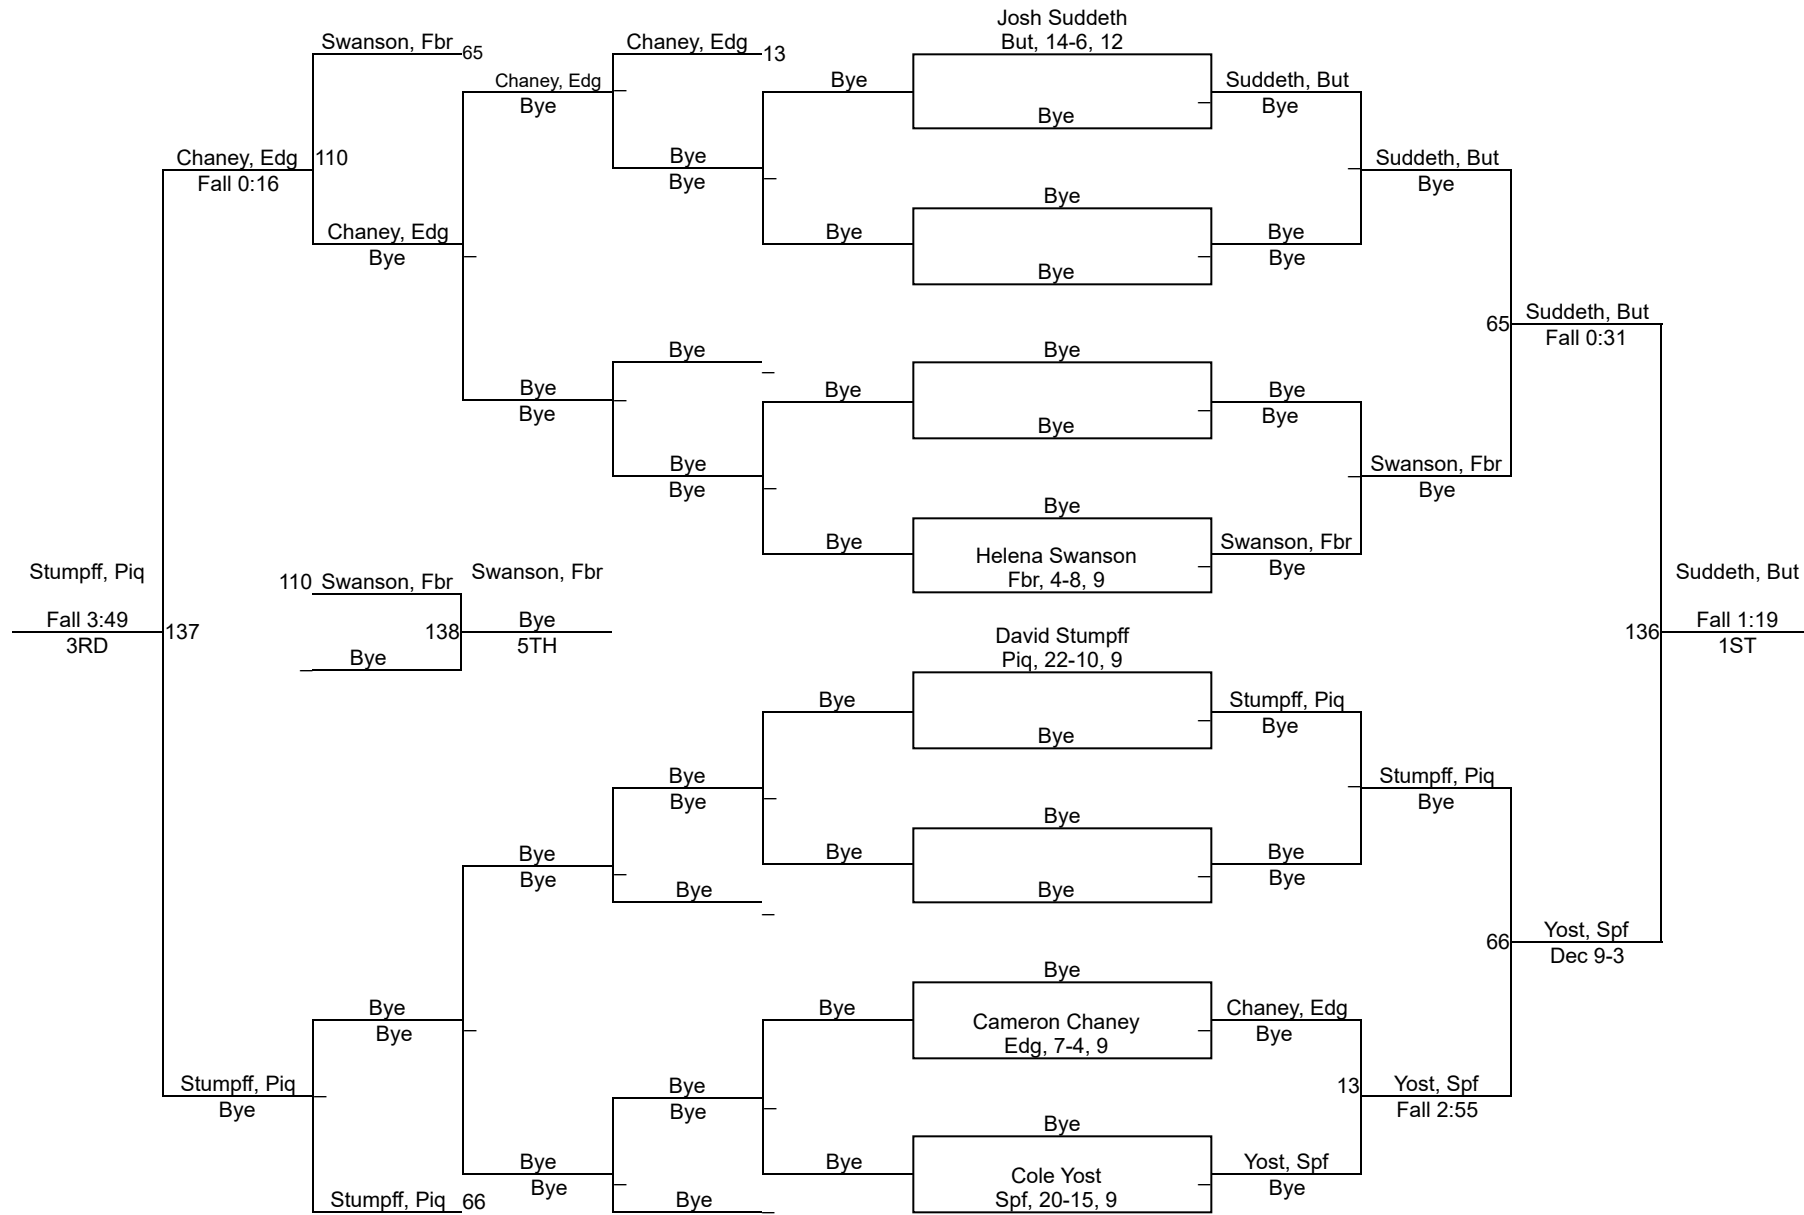 Josh Suddeth
Swanson, Fbr 65
Chaney, Edg 13
But, 14-6, 12
Chaney, Edg
Bye
Bye
Suddeth, But
Bye
Bye
Bye
Chaney, Edg 110
Fall 0:16
Bye
Bye
Suddeth, But
Bye
Bye
Chaney, Edg
Bye
Bye
Bye
Bye
Bye
65 Suddeth, But
Fall 0:31
Bye
Bye
Bye
Bye
Bye
Bye
Bye
Bye
Bye
Bye
Swanson, Fbr
Bye
Bye
Bye
Helena Swanson
Fbr, 4-8, 9
Swanson, Fbr
Bye
Stumpff, Piq
Fall 3:49
3RD
137
110 Swanson, Fbr
138
Bye
Swanson, Fbr
Bye
5TH
Suddeth, But
136 Fall 1:19
1ST
David Stumpff
Piq, 22-10, 9
Bye
Bye
Stumpff, Piq
Bye
Bye
Bye
Stumpff, Piq
Bye
Bye
Bye
Bye
Bye
Bye
Bye
Bye
Bye
Bye
66 Yost, Spf
Dec 9-3
Bye
Bye
Bye
Bye
Cameron Chaney
Edg, 7-4, 9
Chaney, Edg
Bye
Stumpff, Piq
Bye
Bye
Bye
13 Yost, Spf
Fall 2:55
Bye
Bye
Bye
Bye
Cole Yost
Spf, 20-15, 9
Yost, Spf
Bye
Stumpff, Piq 66
Bye